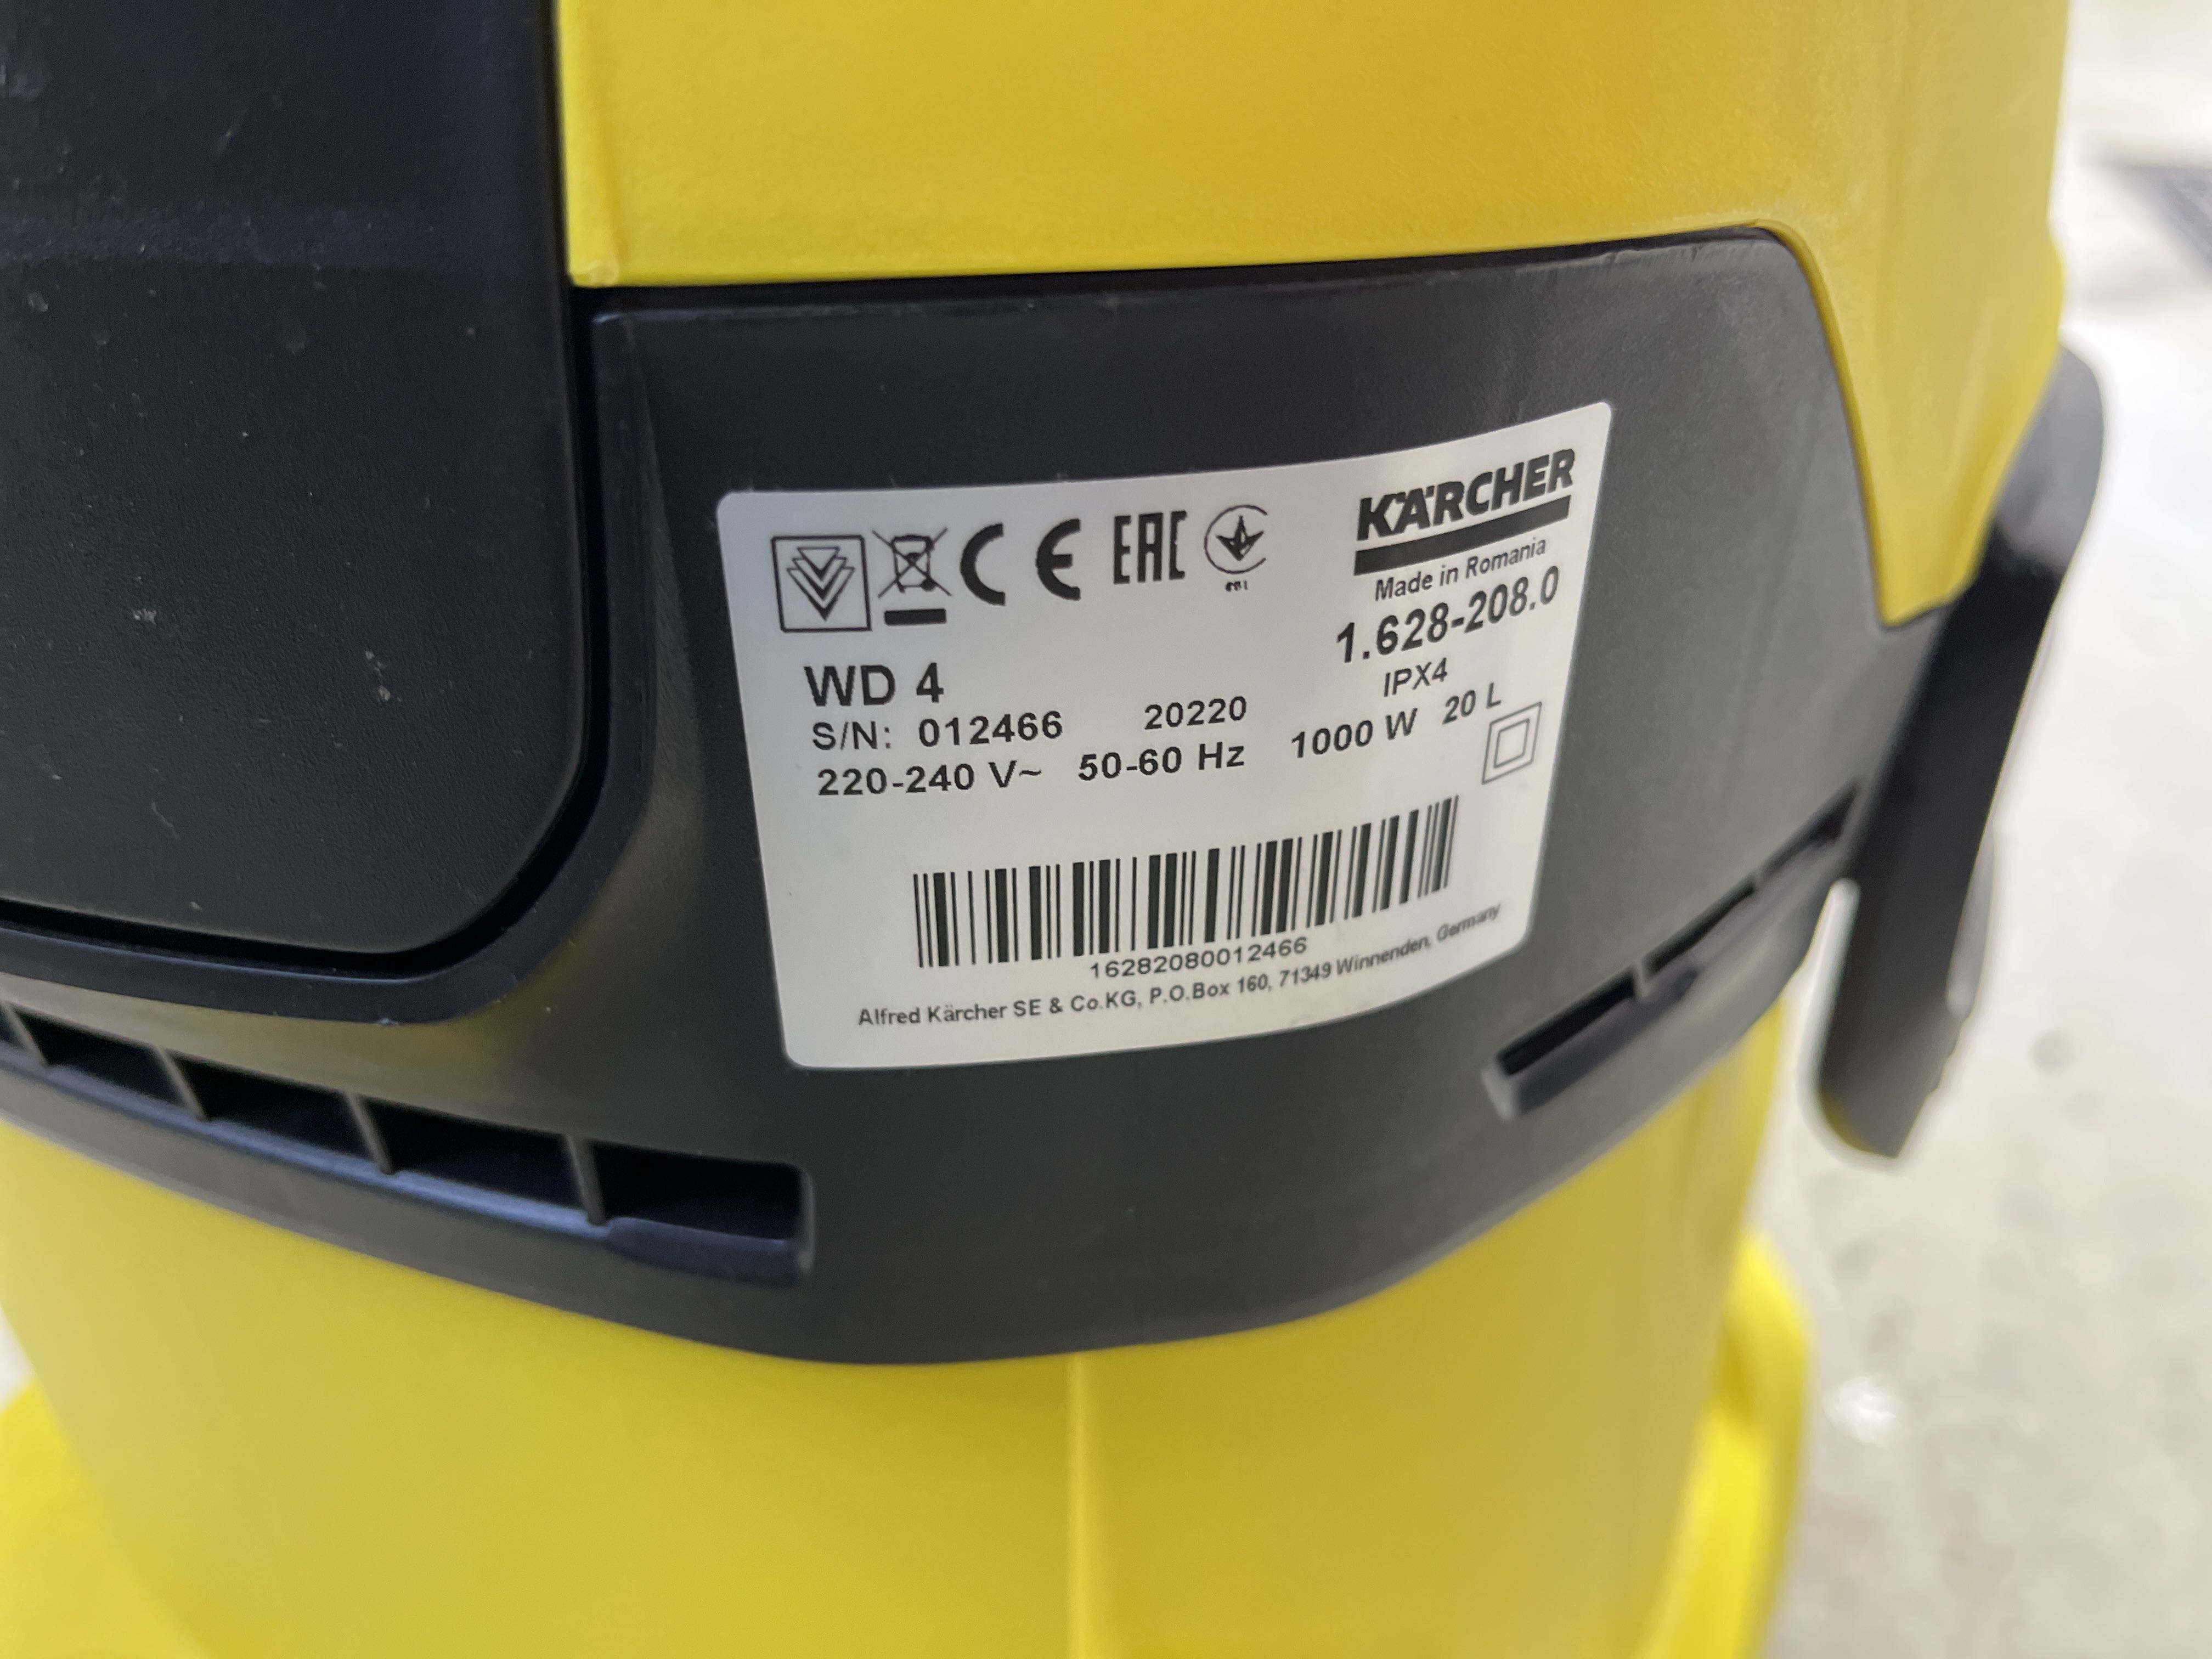 CE EAC
KÄRCHER
Made in Romania
1.628-208.0
IPX4
WD 4
S/N: 012466 20220
220-240 V~ 50-60 Hz 1000 W 20 L
16282080012466
Alfred Kärcher SE & Co.KG, P.O.Box 160, 71349 Winnenden, Germany